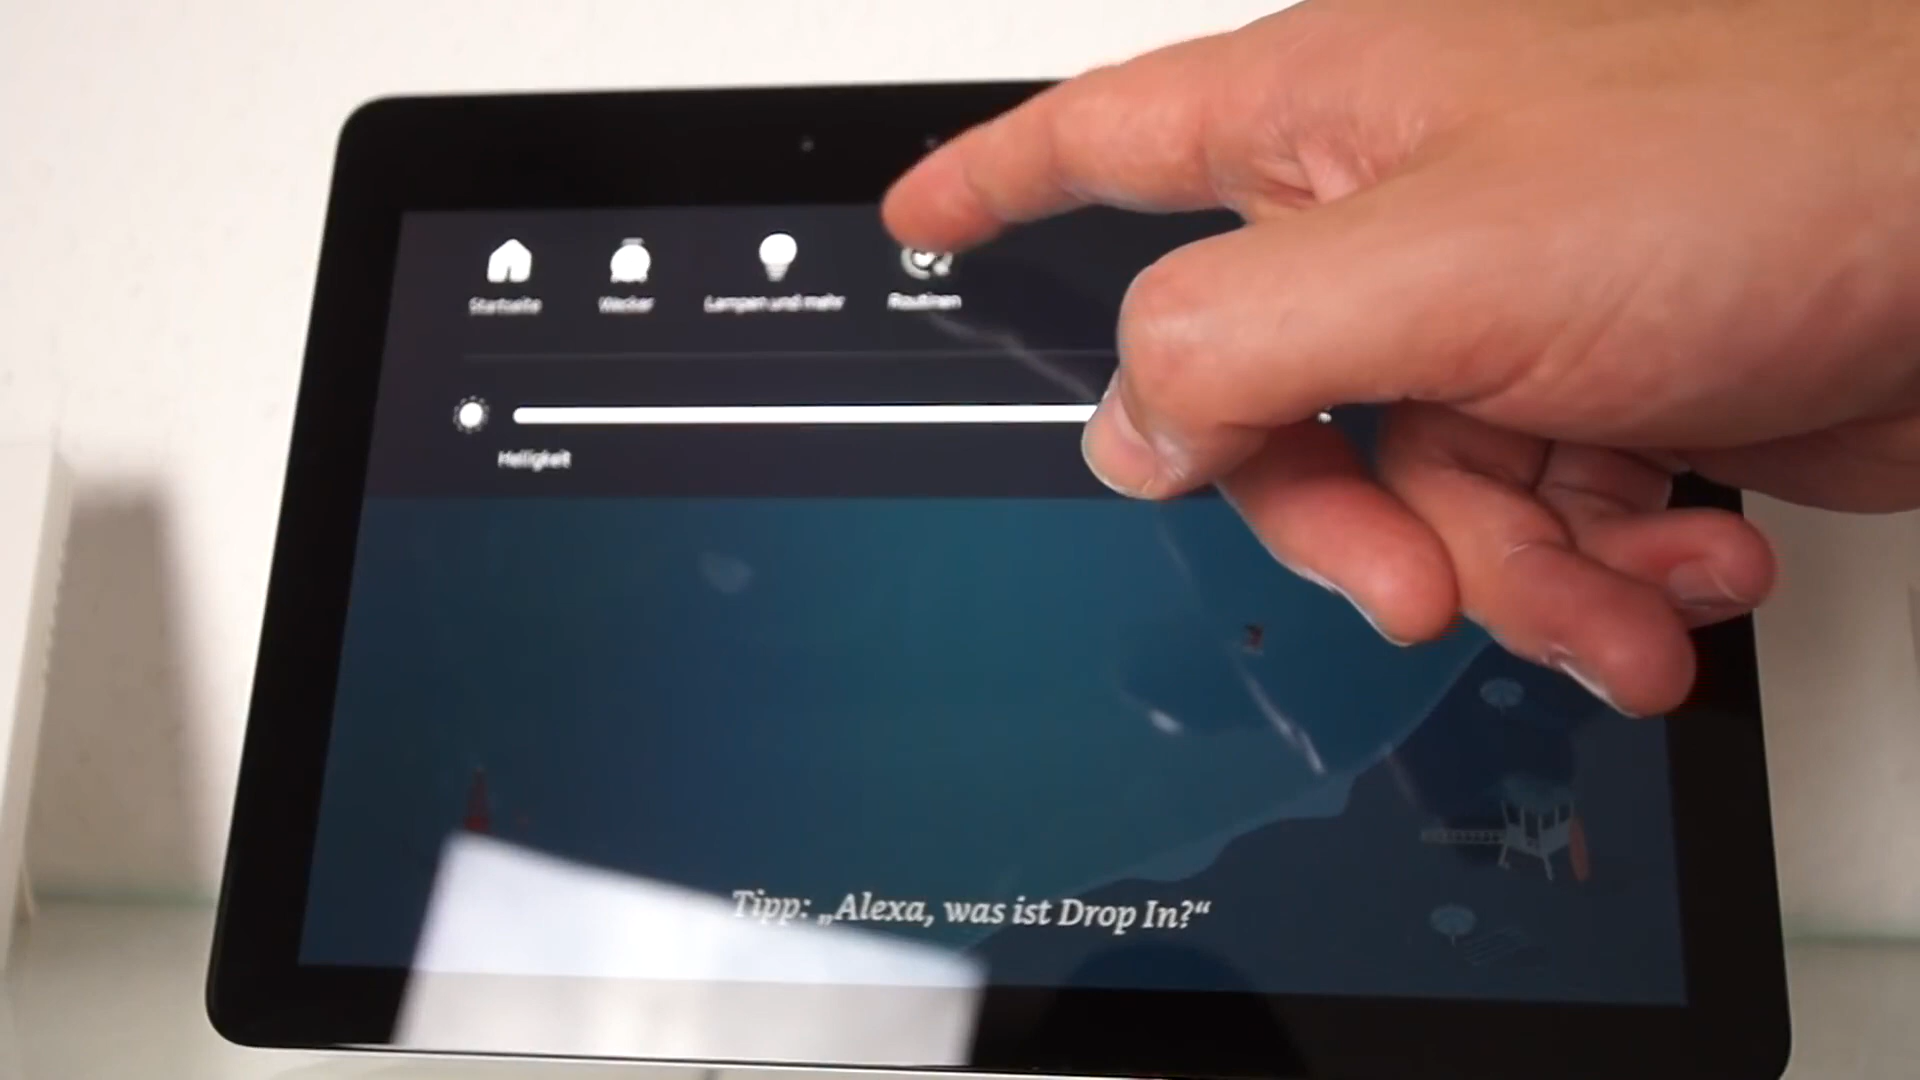 Startseite
Wecker
Lampen und mehr
Routinen
Helligkeit
Tipp: „Alexa, was ist Drop In?“